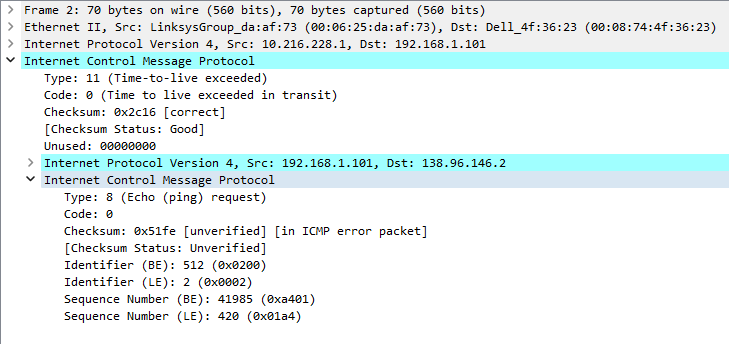 Frame 2: 70 bytes on wire (560 bits), 70 bytes captured (560 bits)
Ethernet II, Src: LinksysGroup_da:af:73 (00:06:25:da:af:73), Dst: Dell_4f:36:23 (00:08:74:4f:36:23)
Internet Protocol Version 4, Src: 10.216.228.1, Dst: 192.168.1.101
Internet Control Message Protocol
Type: 11 (Time-to-live exceeded)
Code: 0 (Time to live exceeded in transit)
Checksum: 0x2c16 [correct]
[Checksum Status: Good]
Unused: 00000000
Internet Protocol Version 4, Src: 192.168.1.101, Dst: 138.96.146.2
Internet Control Message Protocol
Type: 8 (Echo (ping) request)
Code: 0
Checksum: 0x51fe [unverified] [in ICMP error packet]
[Checksum Status: Unverified]
Identifier (BE): 512 (0x0200)
Identifier (LE): 2 (0x0002)
Sequence Number (BE): 41985 (0xa401)
Sequence Number (LE): 420 (0x01a4)